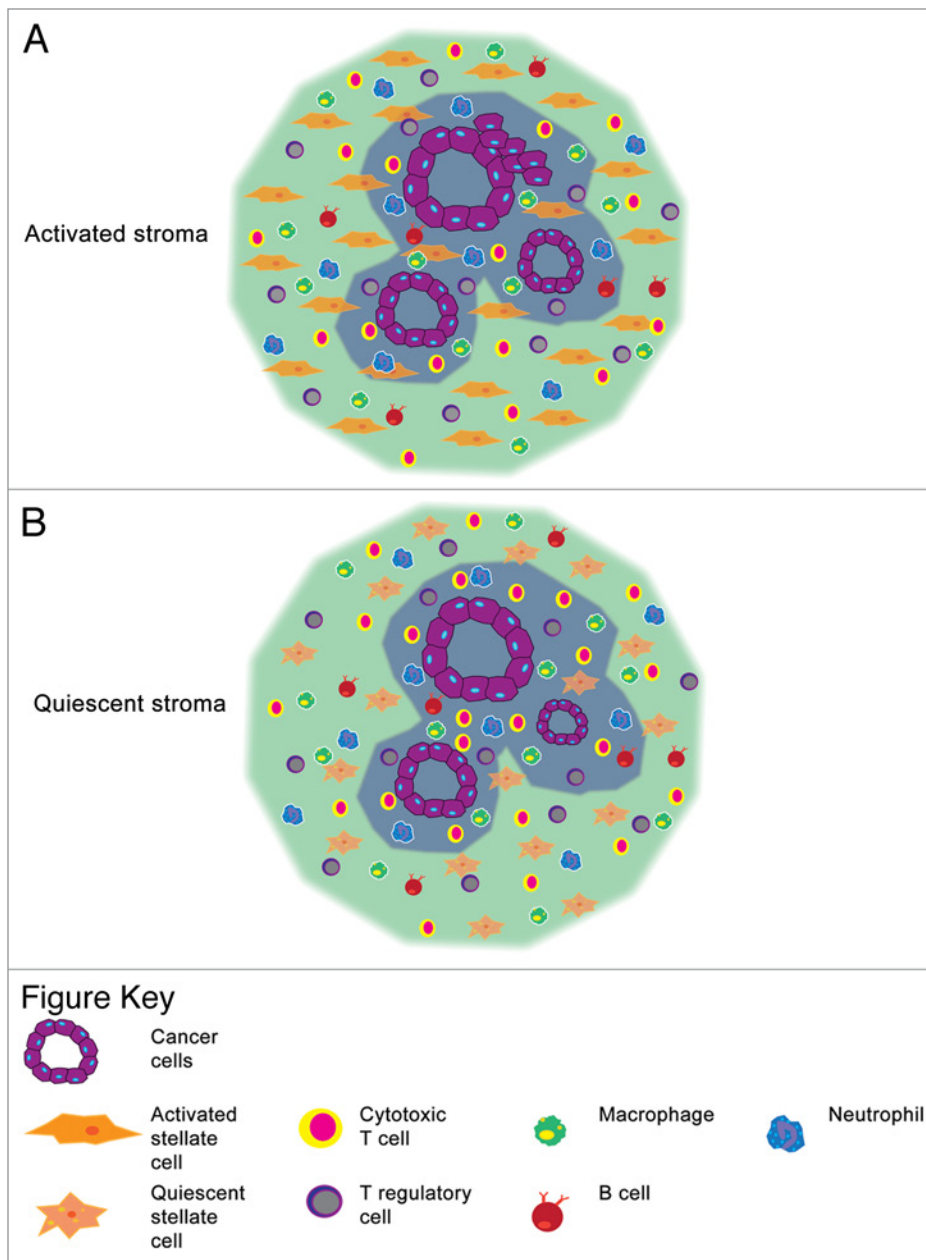 A
Activated stroma
B
Quiescent stroma
Figure Key
Cancer
cells
Activated
stellate
cell
Cytotoxic
T cell
Macrophage
Neutrophil
Quiescent
stellate
cell
T regulatory
cell
B cell